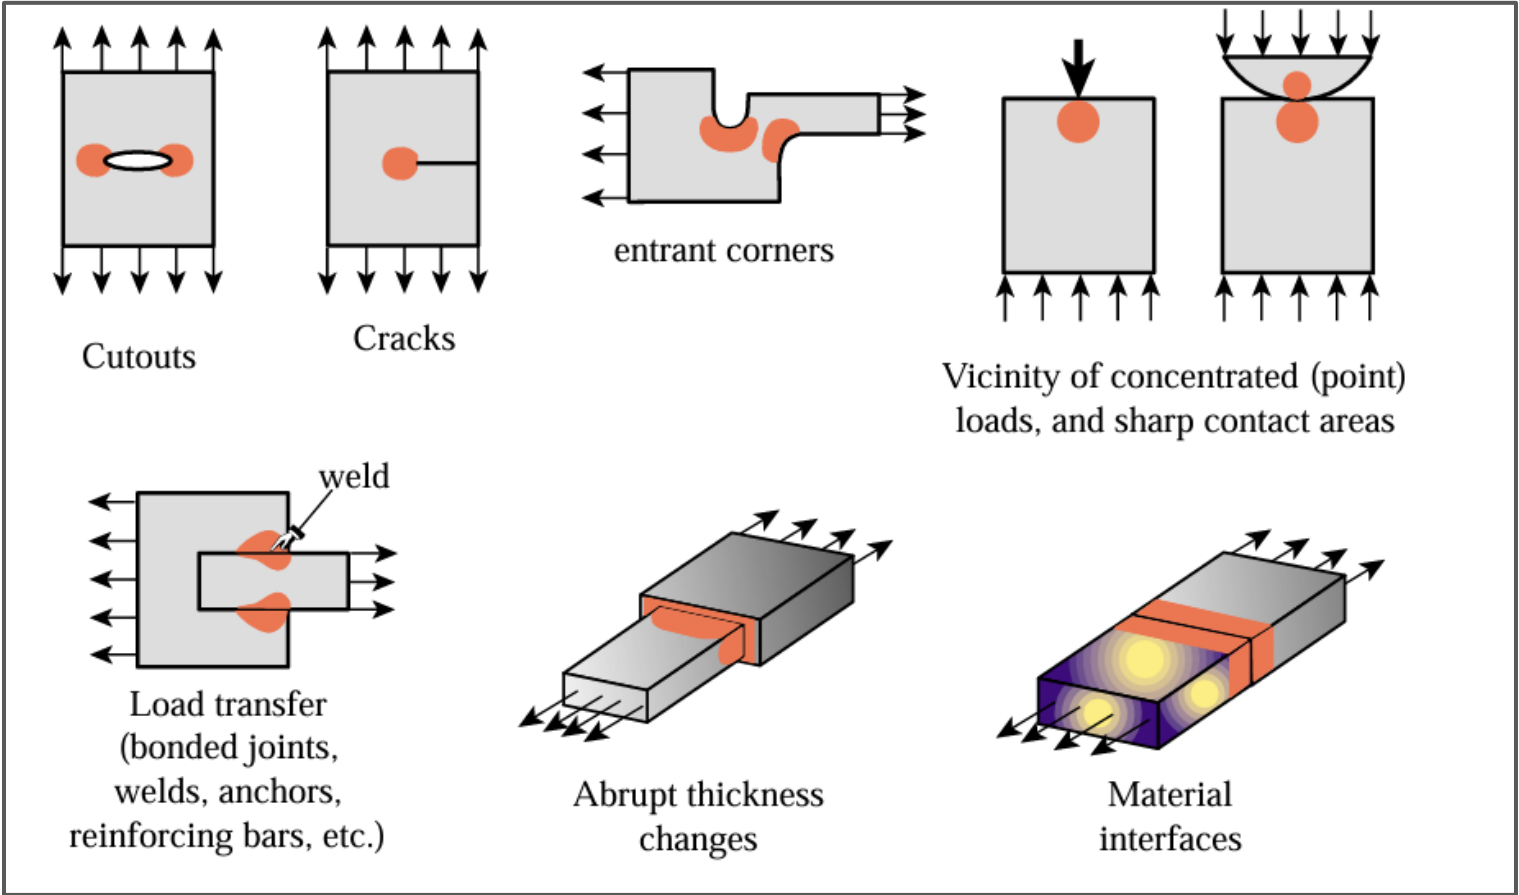 Cutouts
Cracks
entrant corners
Vicinity of concentrated (point)
loads, and sharp contact areas
weld
Load transfer
(bonded joints,
welds, anchors,
reinforcing bars, etc.)
Abrupt thickness
changes
Material
interfaces